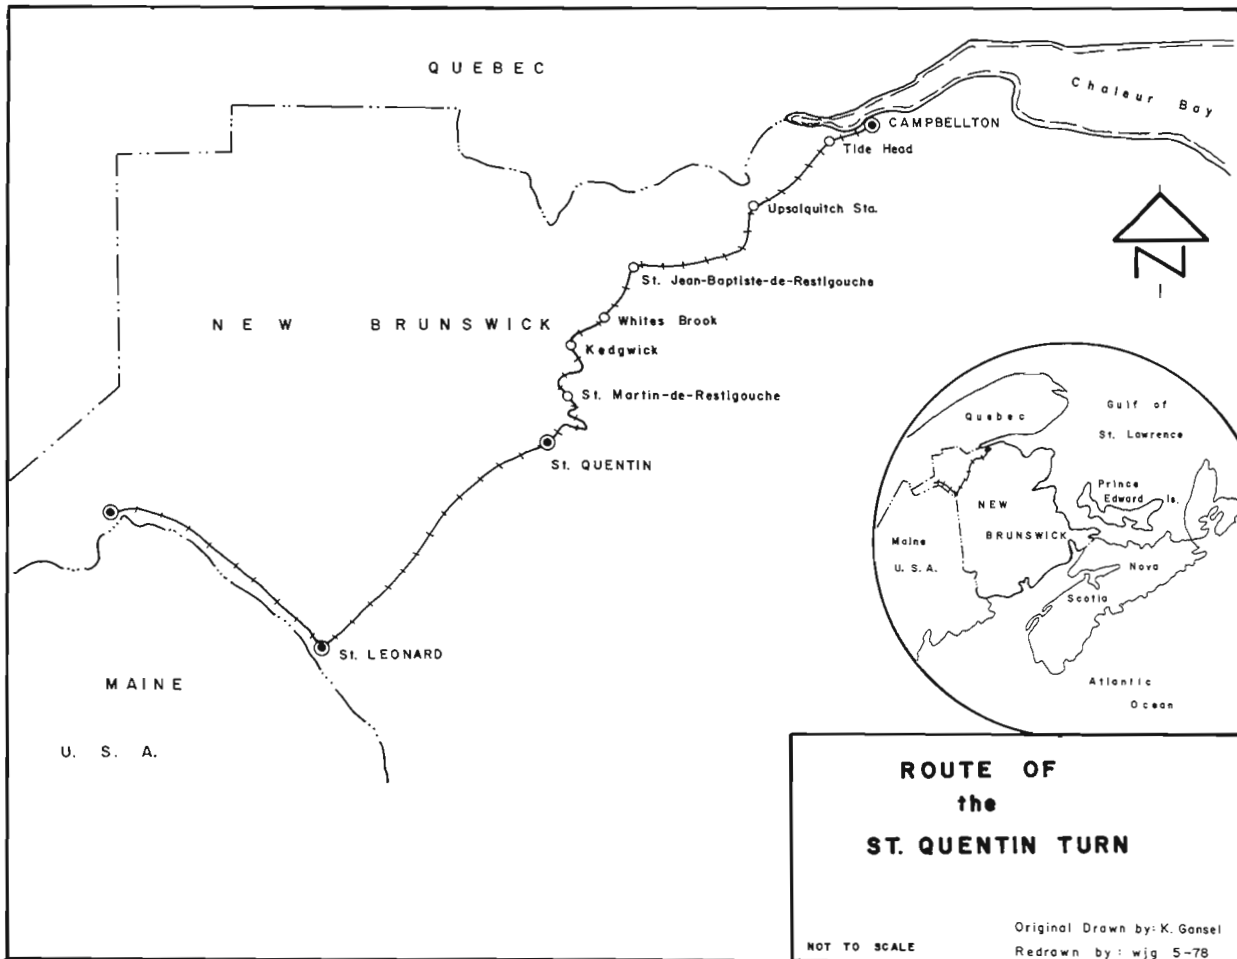 QUEBEC
Chaleur Bay
CAMPBELLTON
Tide Head
Upsalquitch Sta.
St. Jean-Baptiste-de-Restigouche
NEW BRUNSWICK
Whites Brook
Kedgwick
St. Martin-de-Restigouche
St. QUENTIN
St. LEONARD
MAINE
U. S. A.
N
Quebec
Gulf of
St. Lawrence
Prince
Edward Is.
NEW
BRUNSWICK
Maine
U. S. A.
Nova
Scotia
Atlantic
Ocean
ROUTE OF
the
ST. QUENTIN TURN
Original Drawn by: K. Gansel
NOT TO SCALE
Redrawn by: wjg 5-78